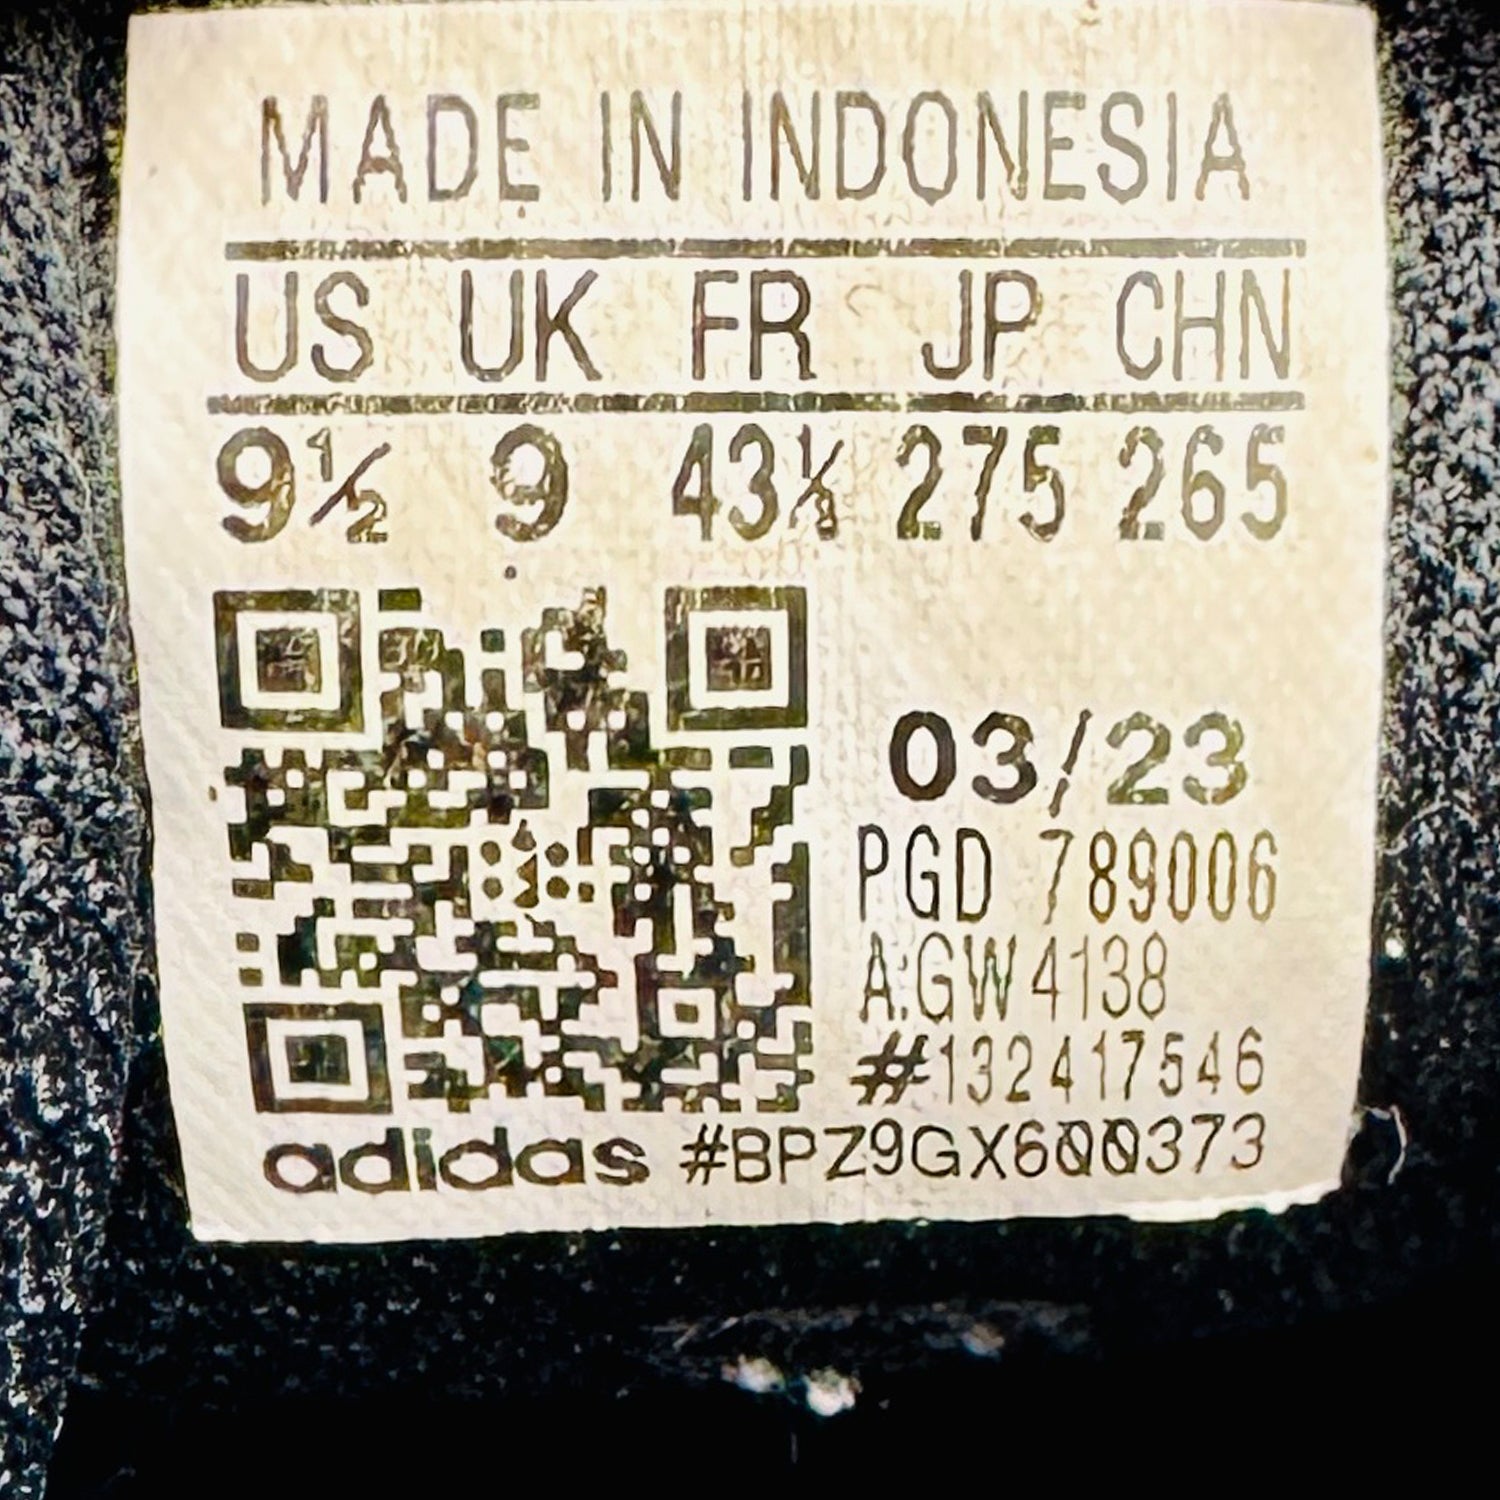 MADE IN INDONESIA
US UK FR JP CHN
9½ 9 43⅓ 275 265
03/23
PGD 789006
A:GW4138
#132417546
adidas #BPZ9GX600373